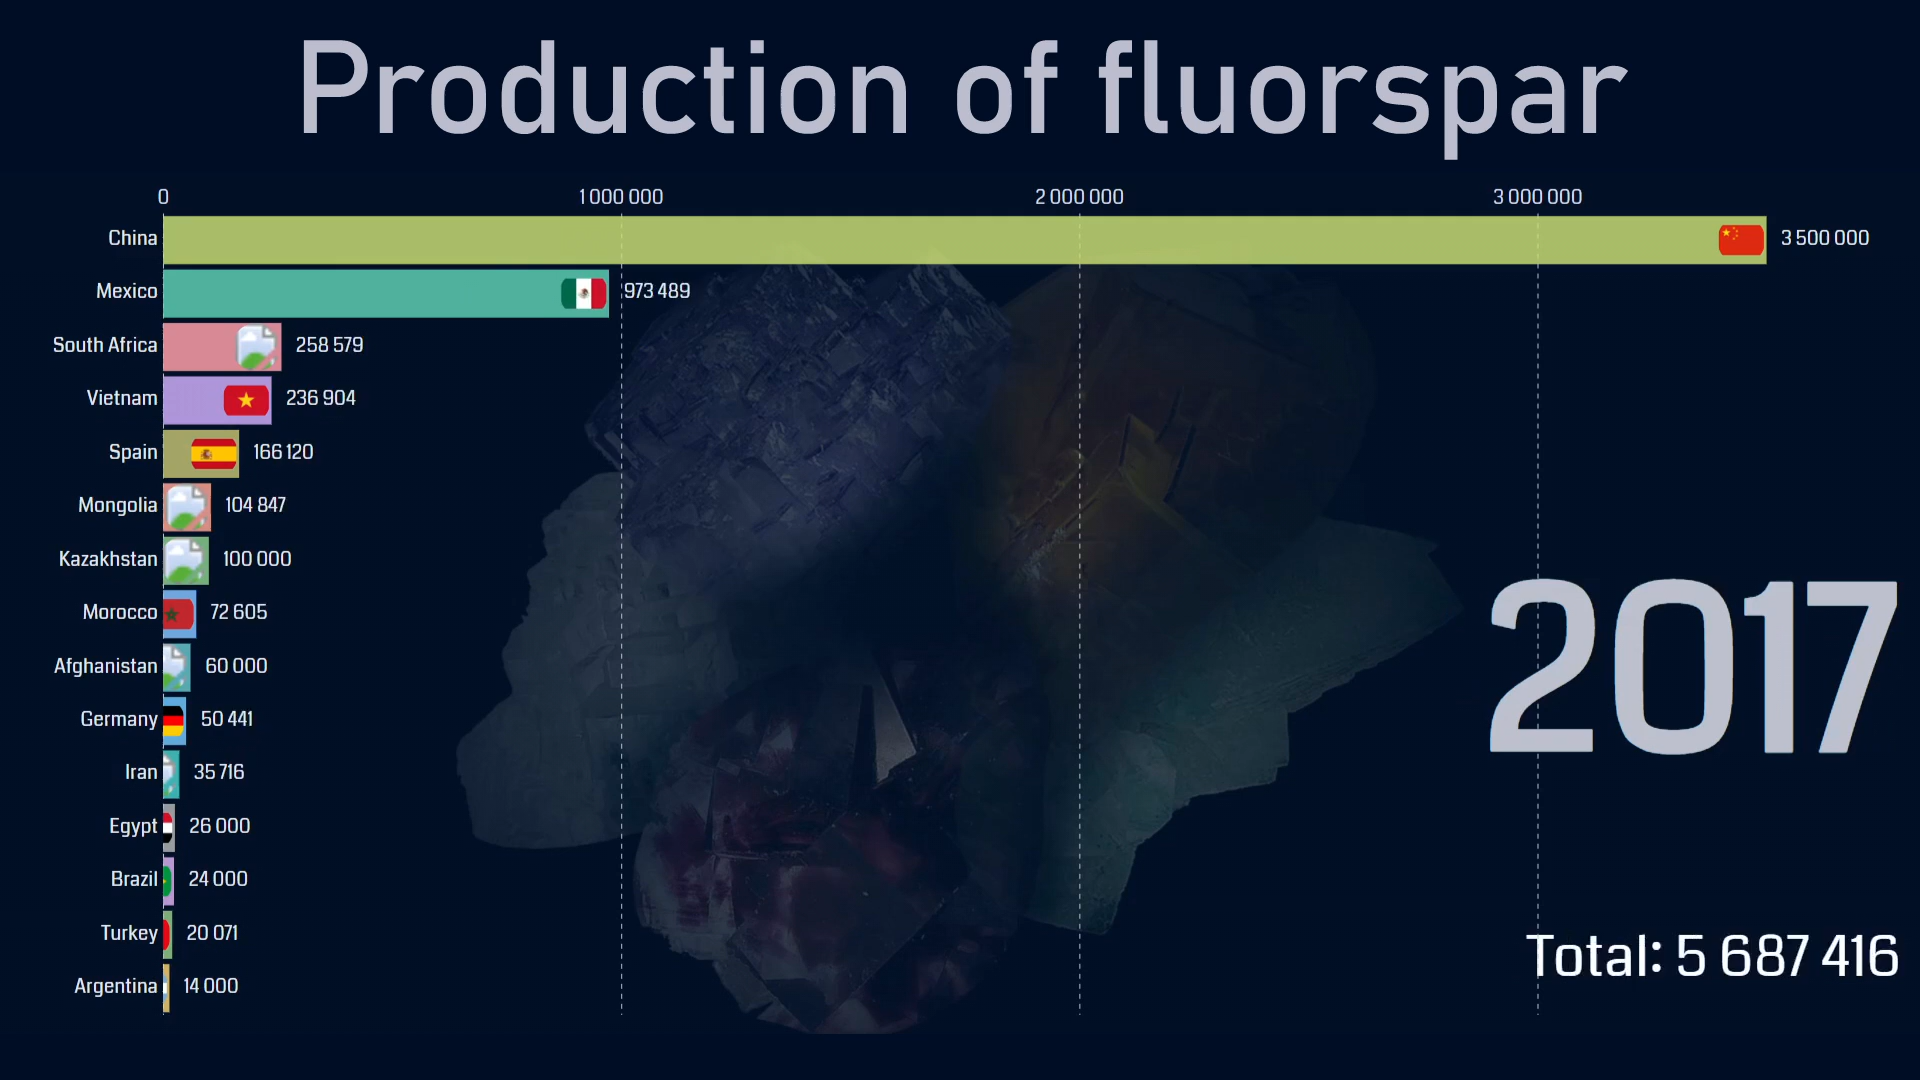 Production of fluorspar
0 1 000 000 2 000 000 3 000 000
China 3 500 000
Mexico 973 489
South Africa 258 579
Vietnam 236 904
Spain 166 120
Mongolia 104 847
Kazakhstan 100 000
Morocco 72 605
Afghanistan 60 000
Germany 50 441
Iran 35 716
Egypt 26 000
Brazil 24 000
Turkey 20 071
Argentina 14 000
2017
Total: 5 687 416